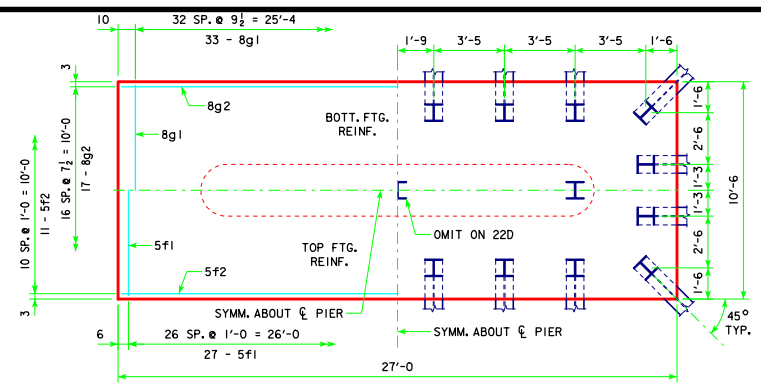 10
32 SP. @ 9½ = 25'-4
33 - 8g1
1'-9
3'-5
3'-5
3'-5
1'-6
3
8g2
BOTT. FTG.
REINF.
8g1
16 SP. @ 7½ = 10'-0
17 - 8g2
10 SP. @ 1'-0 = 10'-0
11 - 5f2
1'-6
2'-6
1'-3
1'-3
2'-6
1'-6
10'-6
OMIT ON 22D
5f1
TOP FTG.
REINF.
5f2
3
SYMM. ABOUT ℄ PIER
SYMM. ABOUT ℄ PIER
45°
TYP.
6
26 SP. @ 1'-0 = 26'-0
27 - 5f1
27'-0